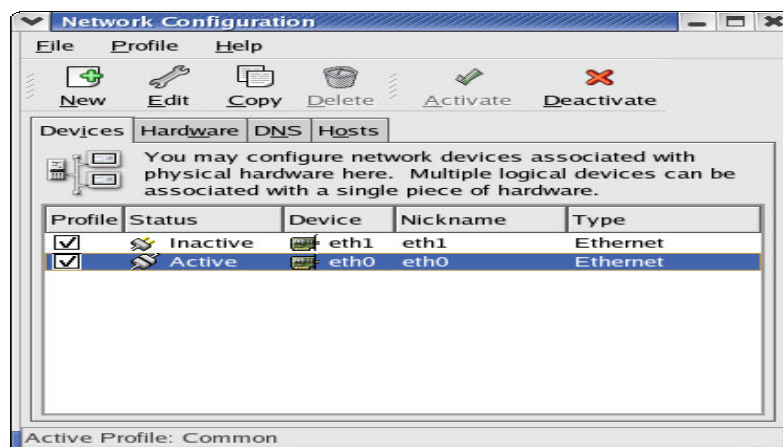 Network Configuration
File Profile Help
New Edit Copy Delete Activate Deactivate
Devices Hardware DNS Hosts
You may configure network devices associated with
physical hardware here. Multiple logical devices can be
associated with a single piece of hardware.
Profile Status Device Nickname Type
Inactive eth1 eth1 Ethernet
Active eth0 eth0 Ethernet
Active Profile: Common